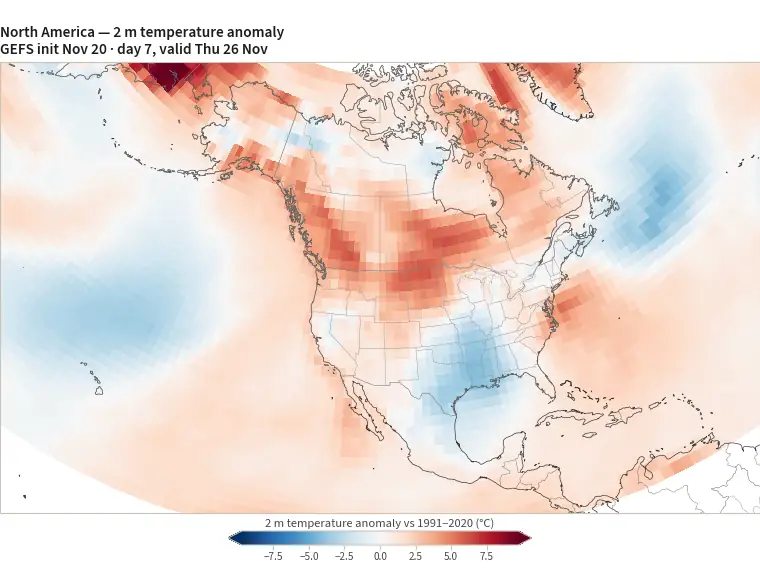 North America — 2 m temperature anomaly
GEFS init Nov 20 · day 7, valid Thu 26 Nov
2 m temperature anomaly vs 1991–2020 (°C)
−7.5 −5.0 −2.5 0.0 2.5 5.0 7.5